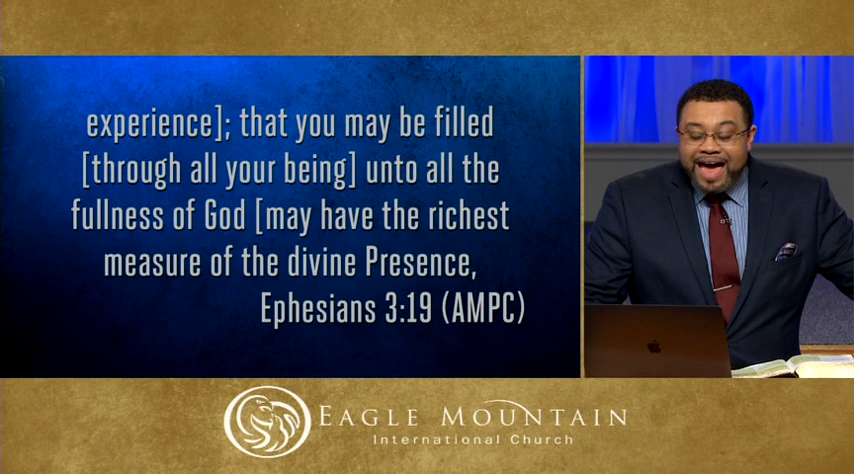 experience]; that you may be filled
[through all your being] unto all the
fullness of God [may have the richest
measure of the divine Presence,
Ephesians 3:19 (AMPC)
EAGLE MOUNTAIN
International Church